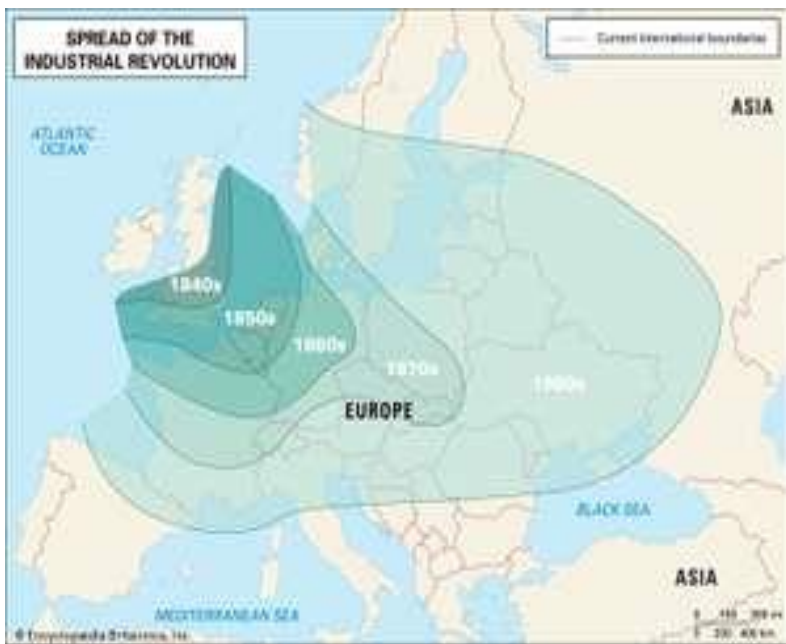 SPREAD OF THE
INDUSTRIAL REVOLUTION
Current international boundaries
ASIA
ATLANTIC
OCEAN
1840s
1850s
1860s
1870s
EUROPE
BLACK SEA
ASIA
MEDITERRANEAN SEA
© Encyclopædia Britannica, Inc.